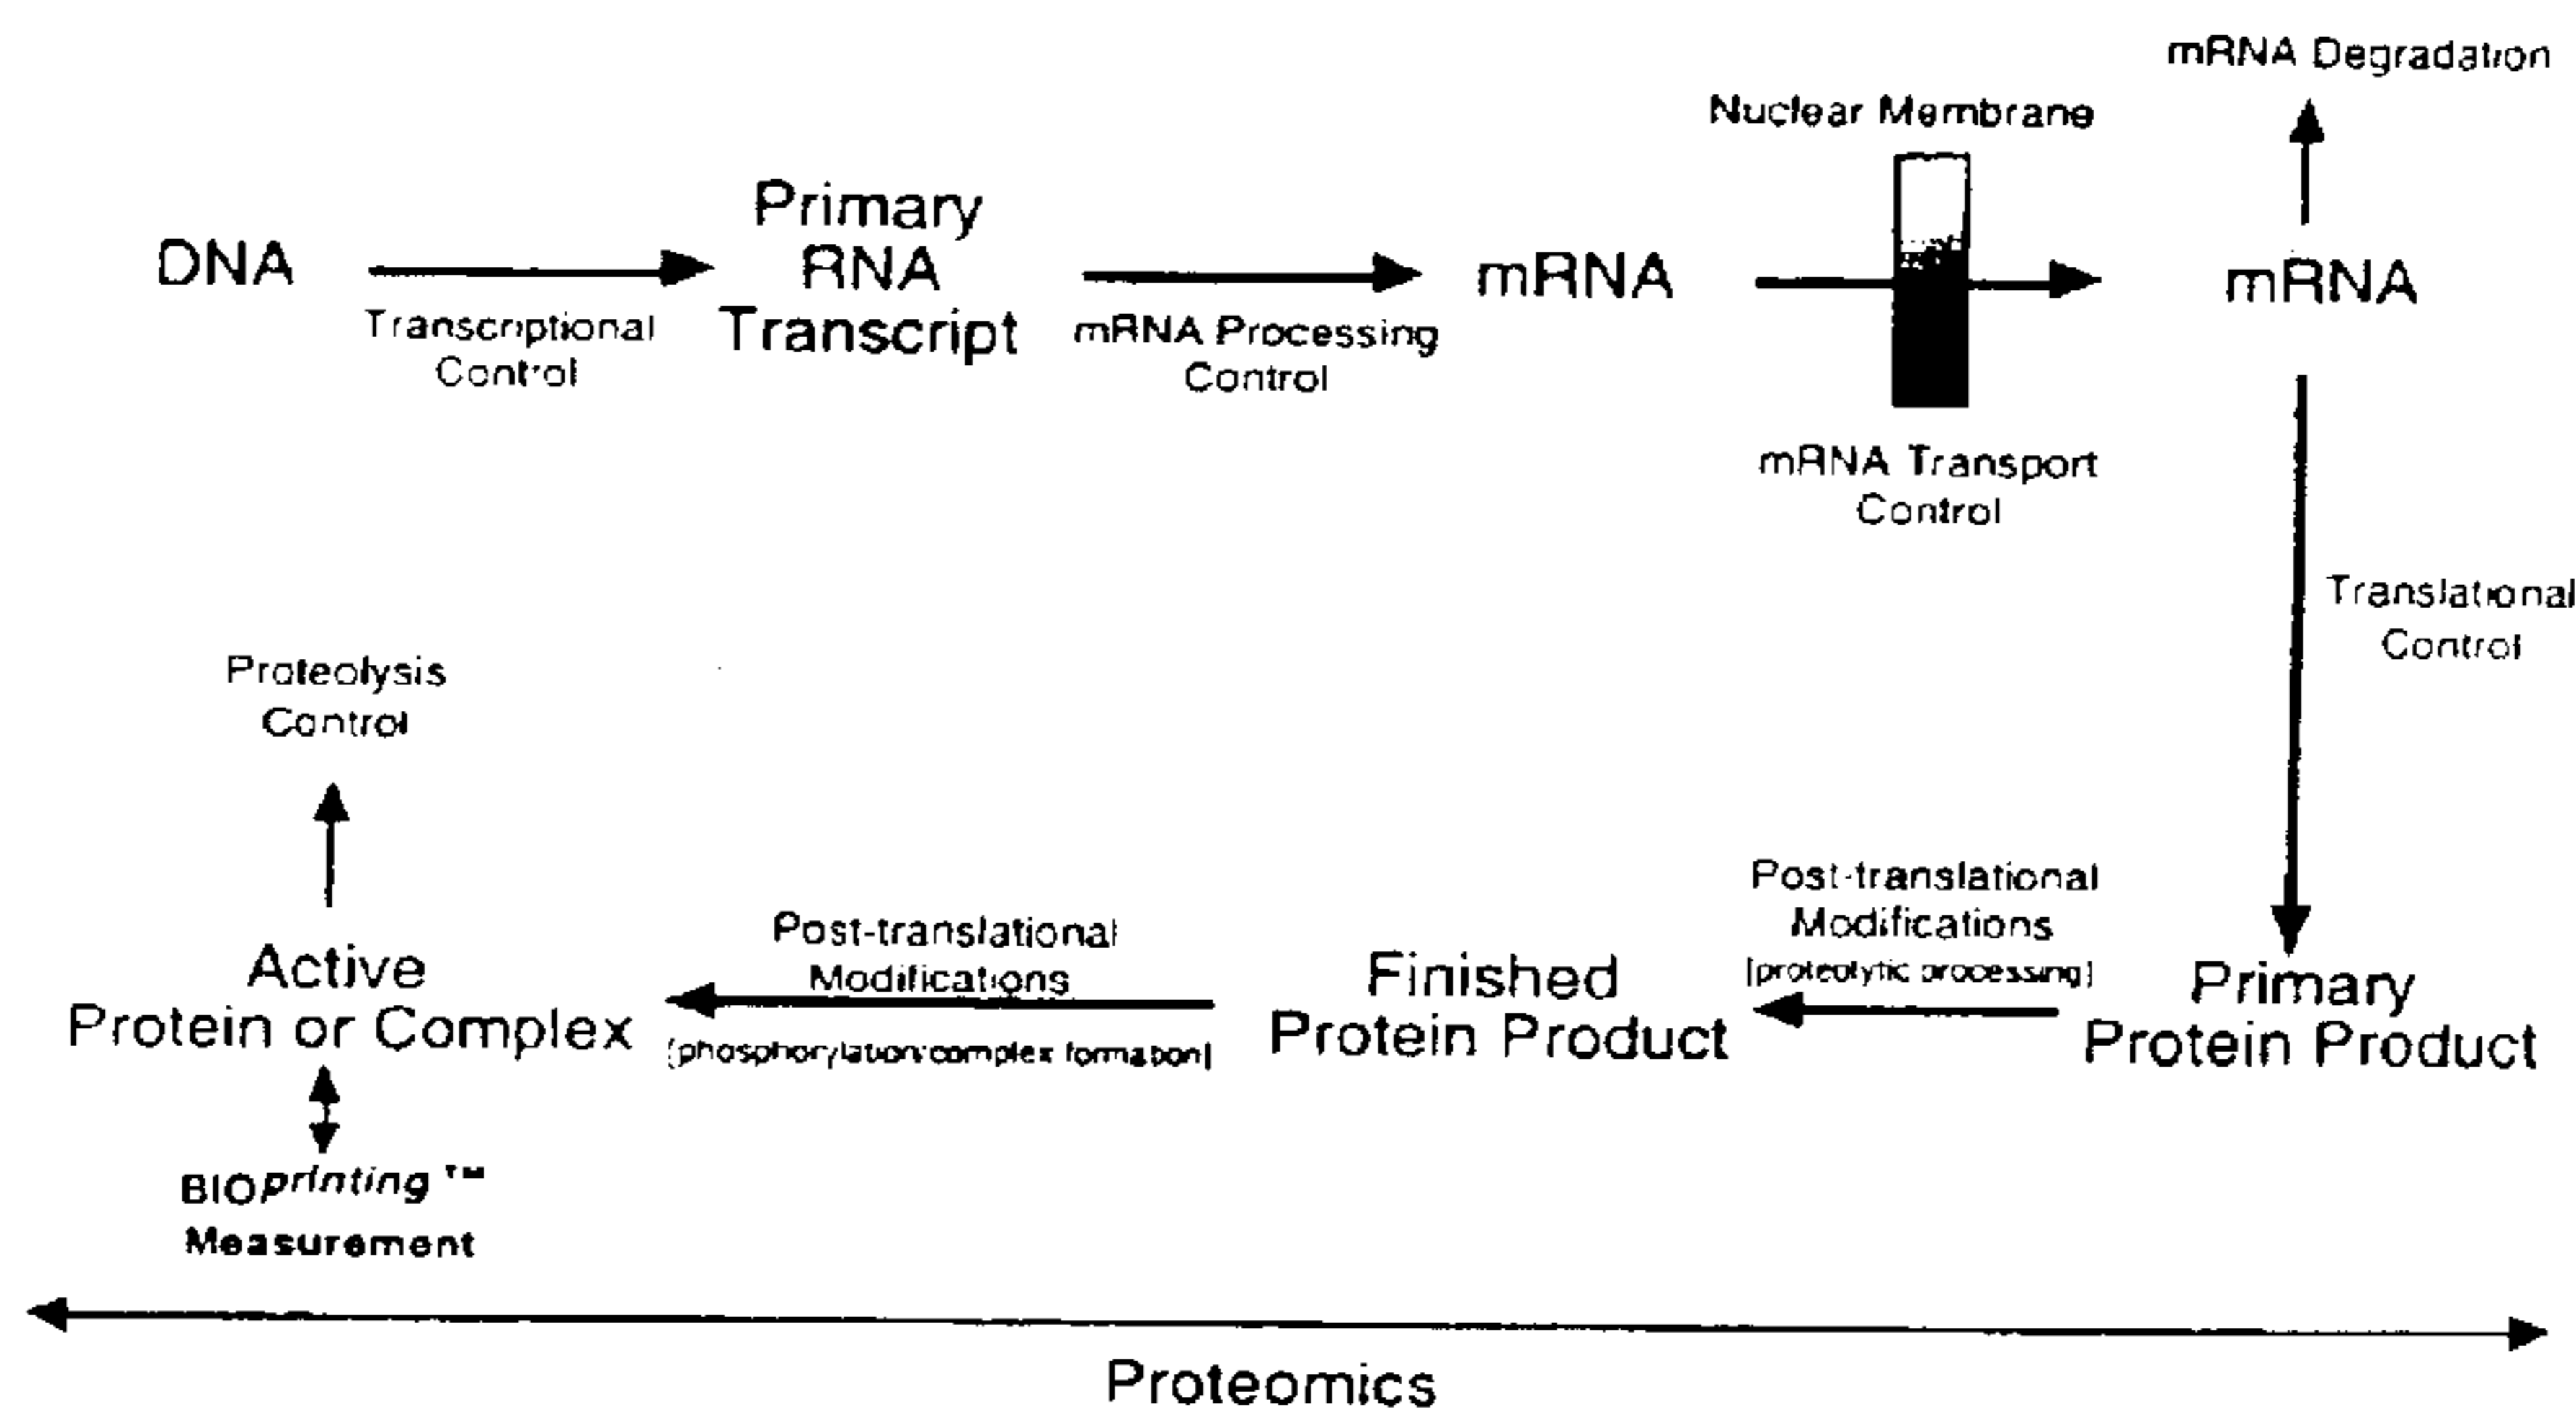 mRNA Degradation
Nuclear Membrane
DNA
Transcriptional
Control
Primary
RNA
Transcript
mRNA Processing
Control
mRNA
mRNA Transport
Control
mRNA
Translational
Control
Proteolysis
Control
Active
Protein or Complex
Post-translational
Modifications
[phosphorylation/complex formation]
Finished
Protein Product
Post-translational
Modifications
[proteolytic processing]
Primary
Protein Product
BIOprinting™
Measurement
Proteomics